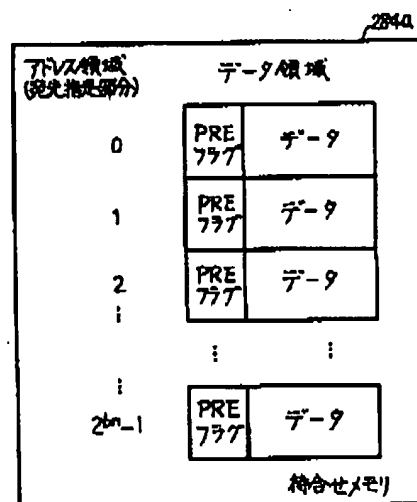 284a
アドレス領域
(宛先指定部分)
データ領域
0
PRE
フラグ
データ
1
PRE
フラグ
データ
2
PRE
フラグ
データ
2ᵇⁿ-1
PRE
フラグ
データ
待合せメモリ